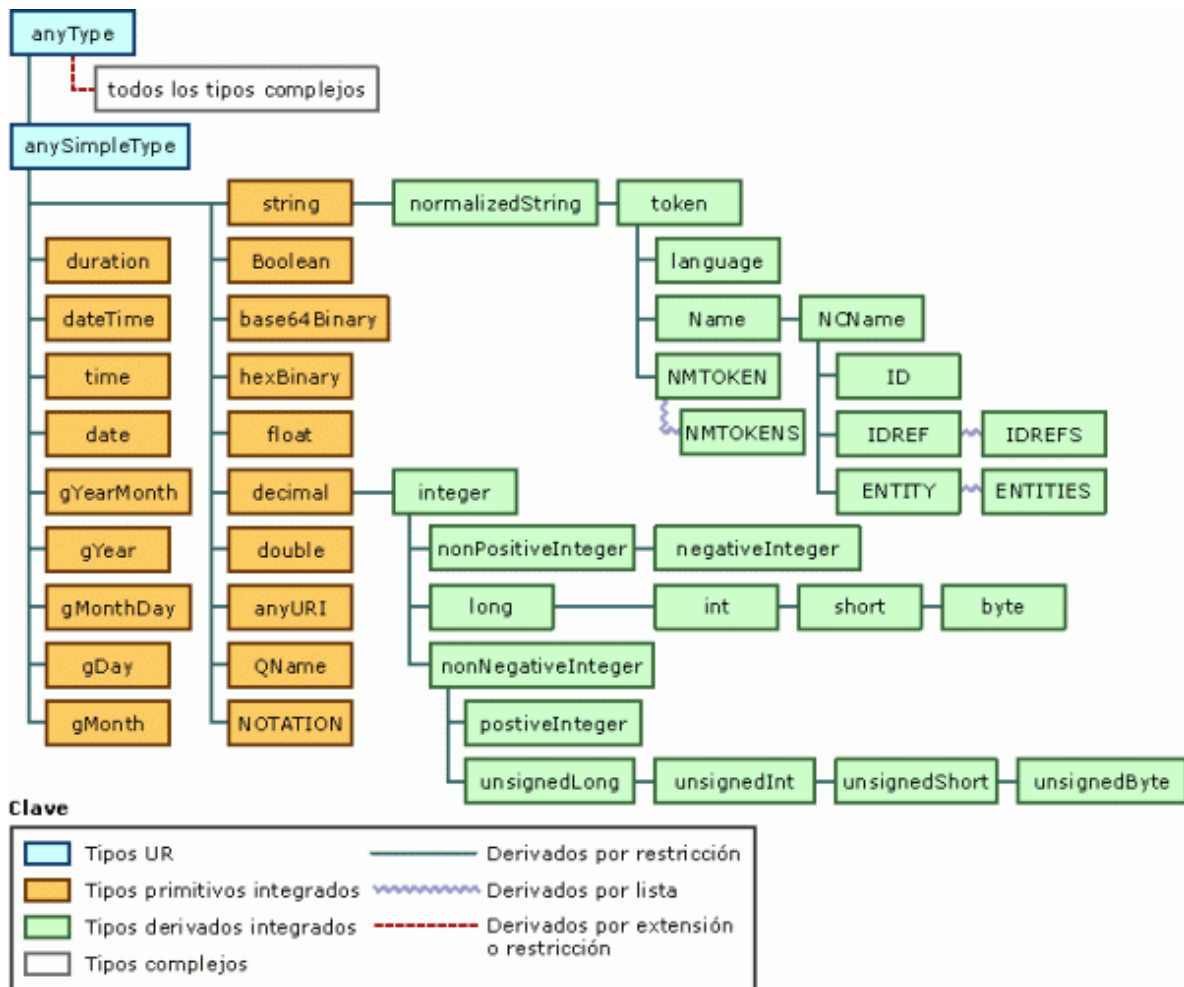 anyType
todos los tipos complejos
anySimpleType
string normalizedString token
duration Boolean language
dateTime base64Binary Name NCName
time hexBinary NMTOKEN ID
date float NMTOKENS IDREF IDREFS
gYearMonth decimal integer ENTITY ENTITIES
gYear double nonPositiveInteger negativeInteger
gMonthDay anyURI long int short byte
gDay QName nonNegativeInteger
gMonth NOTATION postiveInteger
unsignedLong unsignedInt unsignedShort unsignedByte
Clave
Tipos UR Derivados por restricción
Tipos primitivos integrados Derivados por lista
Tipos derivados integrados Derivados por extensión
o restricción
Tipos complejos